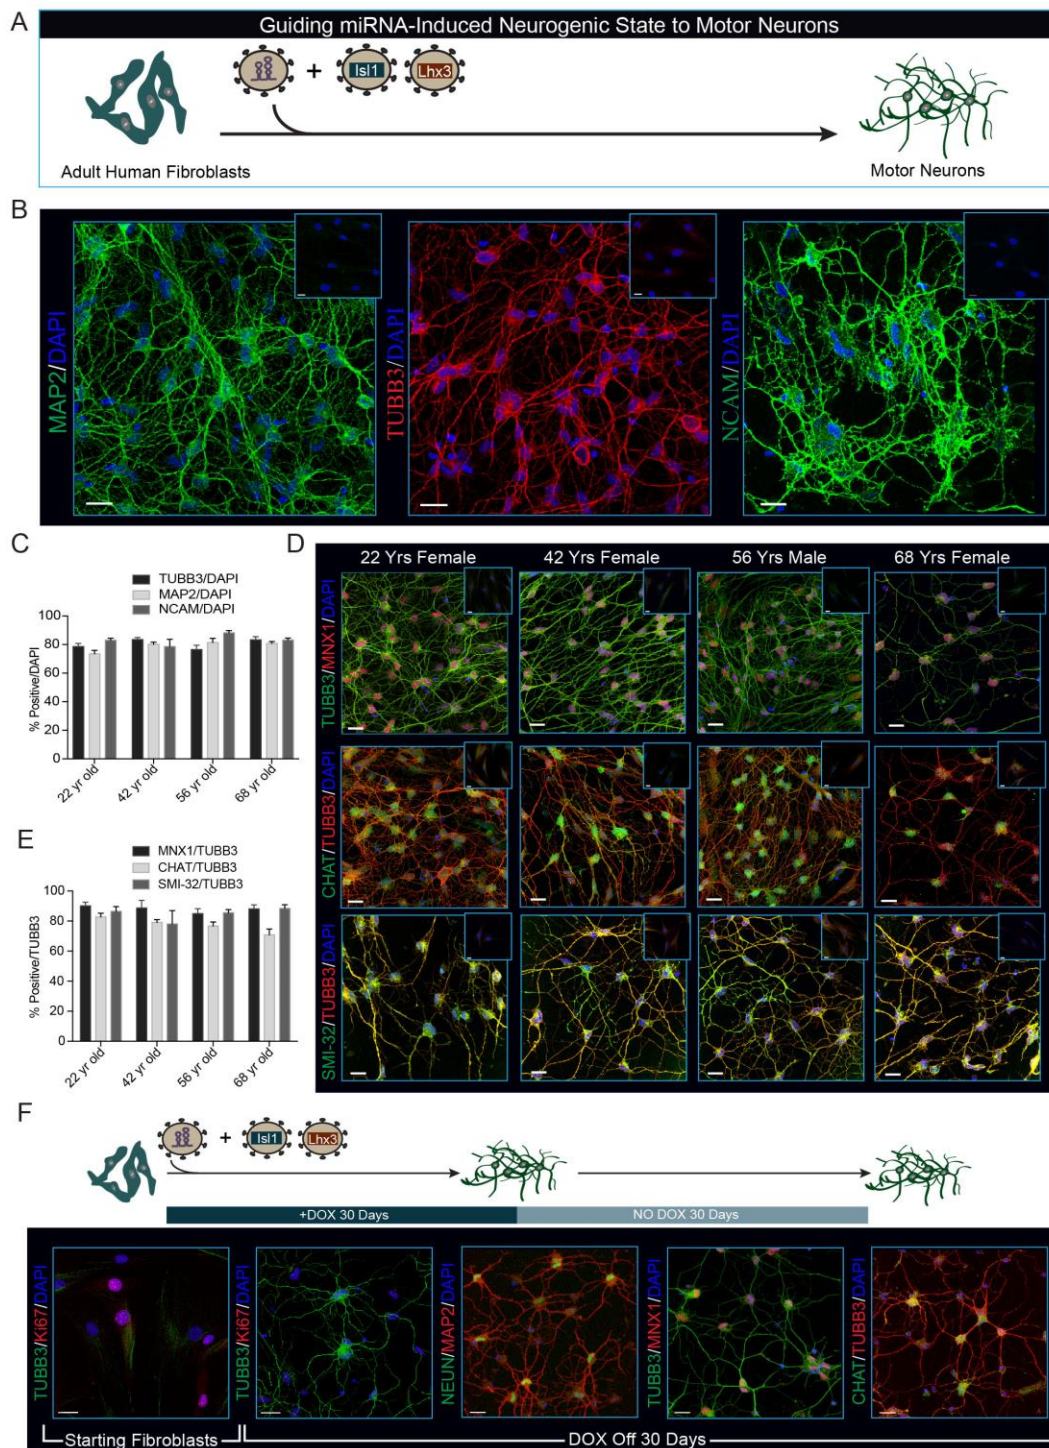 A
Guiding miRNA-Induced Neurogenic State to Motor Neurons
+
Isl1
Lhx3
Adult Human Fibroblasts
Motor Neurons
B
MAP2/DAPI
TUBB3/DAPI
NCAM/DAPI
C
TUBB3/DAPI
MAP2/DAPI
NCAM/DAPI
% Positive/DAPI
100
80
60
40
20
0
22 yr old
42 yr old
56 yr old
68 yr old
D
22 Yrs Female
42 Yrs Female
56 Yrs Male
68 Yrs Female
TUBB3/MNX1/DAPI
CHAT/TUBB3/DAPI
SMI-32/TUBB3/DAPI
E
MNX1/TUBB3
CHAT/TUBB3
SMI-32/TUBB3
% Positive/TUBB3
100
80
60
40
20
0
22 yr old
42 yr old
56 yr old
68 yr old
F
+
Isl1
Lhx3
+DOX 30 Days
NO DOX 30 DAYS
TUBB3/Ki67/DAPI
TUBB3/Ki67/DAPI
NEUN/MAP2/DAPI
TUBB3/MNX1/DAPI
CHAT/TUBB3/DAPI
Starting Fibroblasts
DOX Off 30 Days